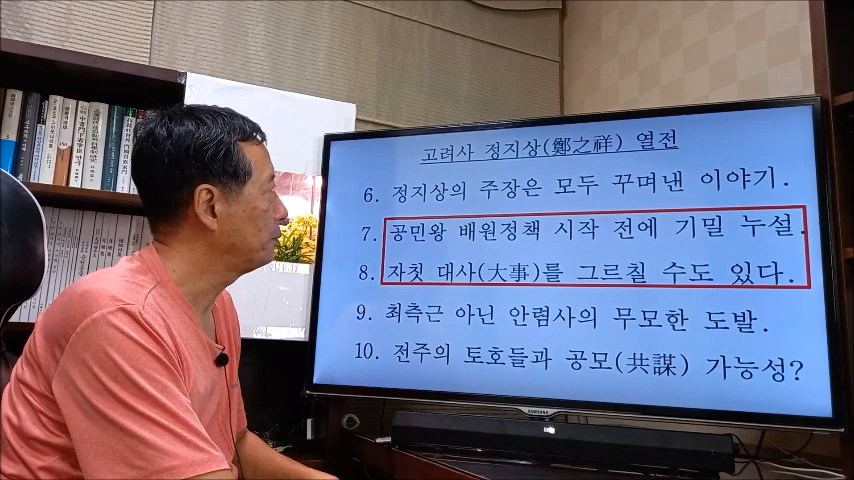 고려사 정지상(鄭之祥) 열전
6. 정지상의 주장은 모두 꾸며낸 이야기.
7. 공민왕 배원정책 시작 전에 기밀 누설.
8. 자칫 대사(大事)를 그르칠 수도 있다.
9. 최측근 아닌 안렴사의 무모한 도발.
10. 전주의 토호들과 공모(共謀) 가능성?
SAMSUNG